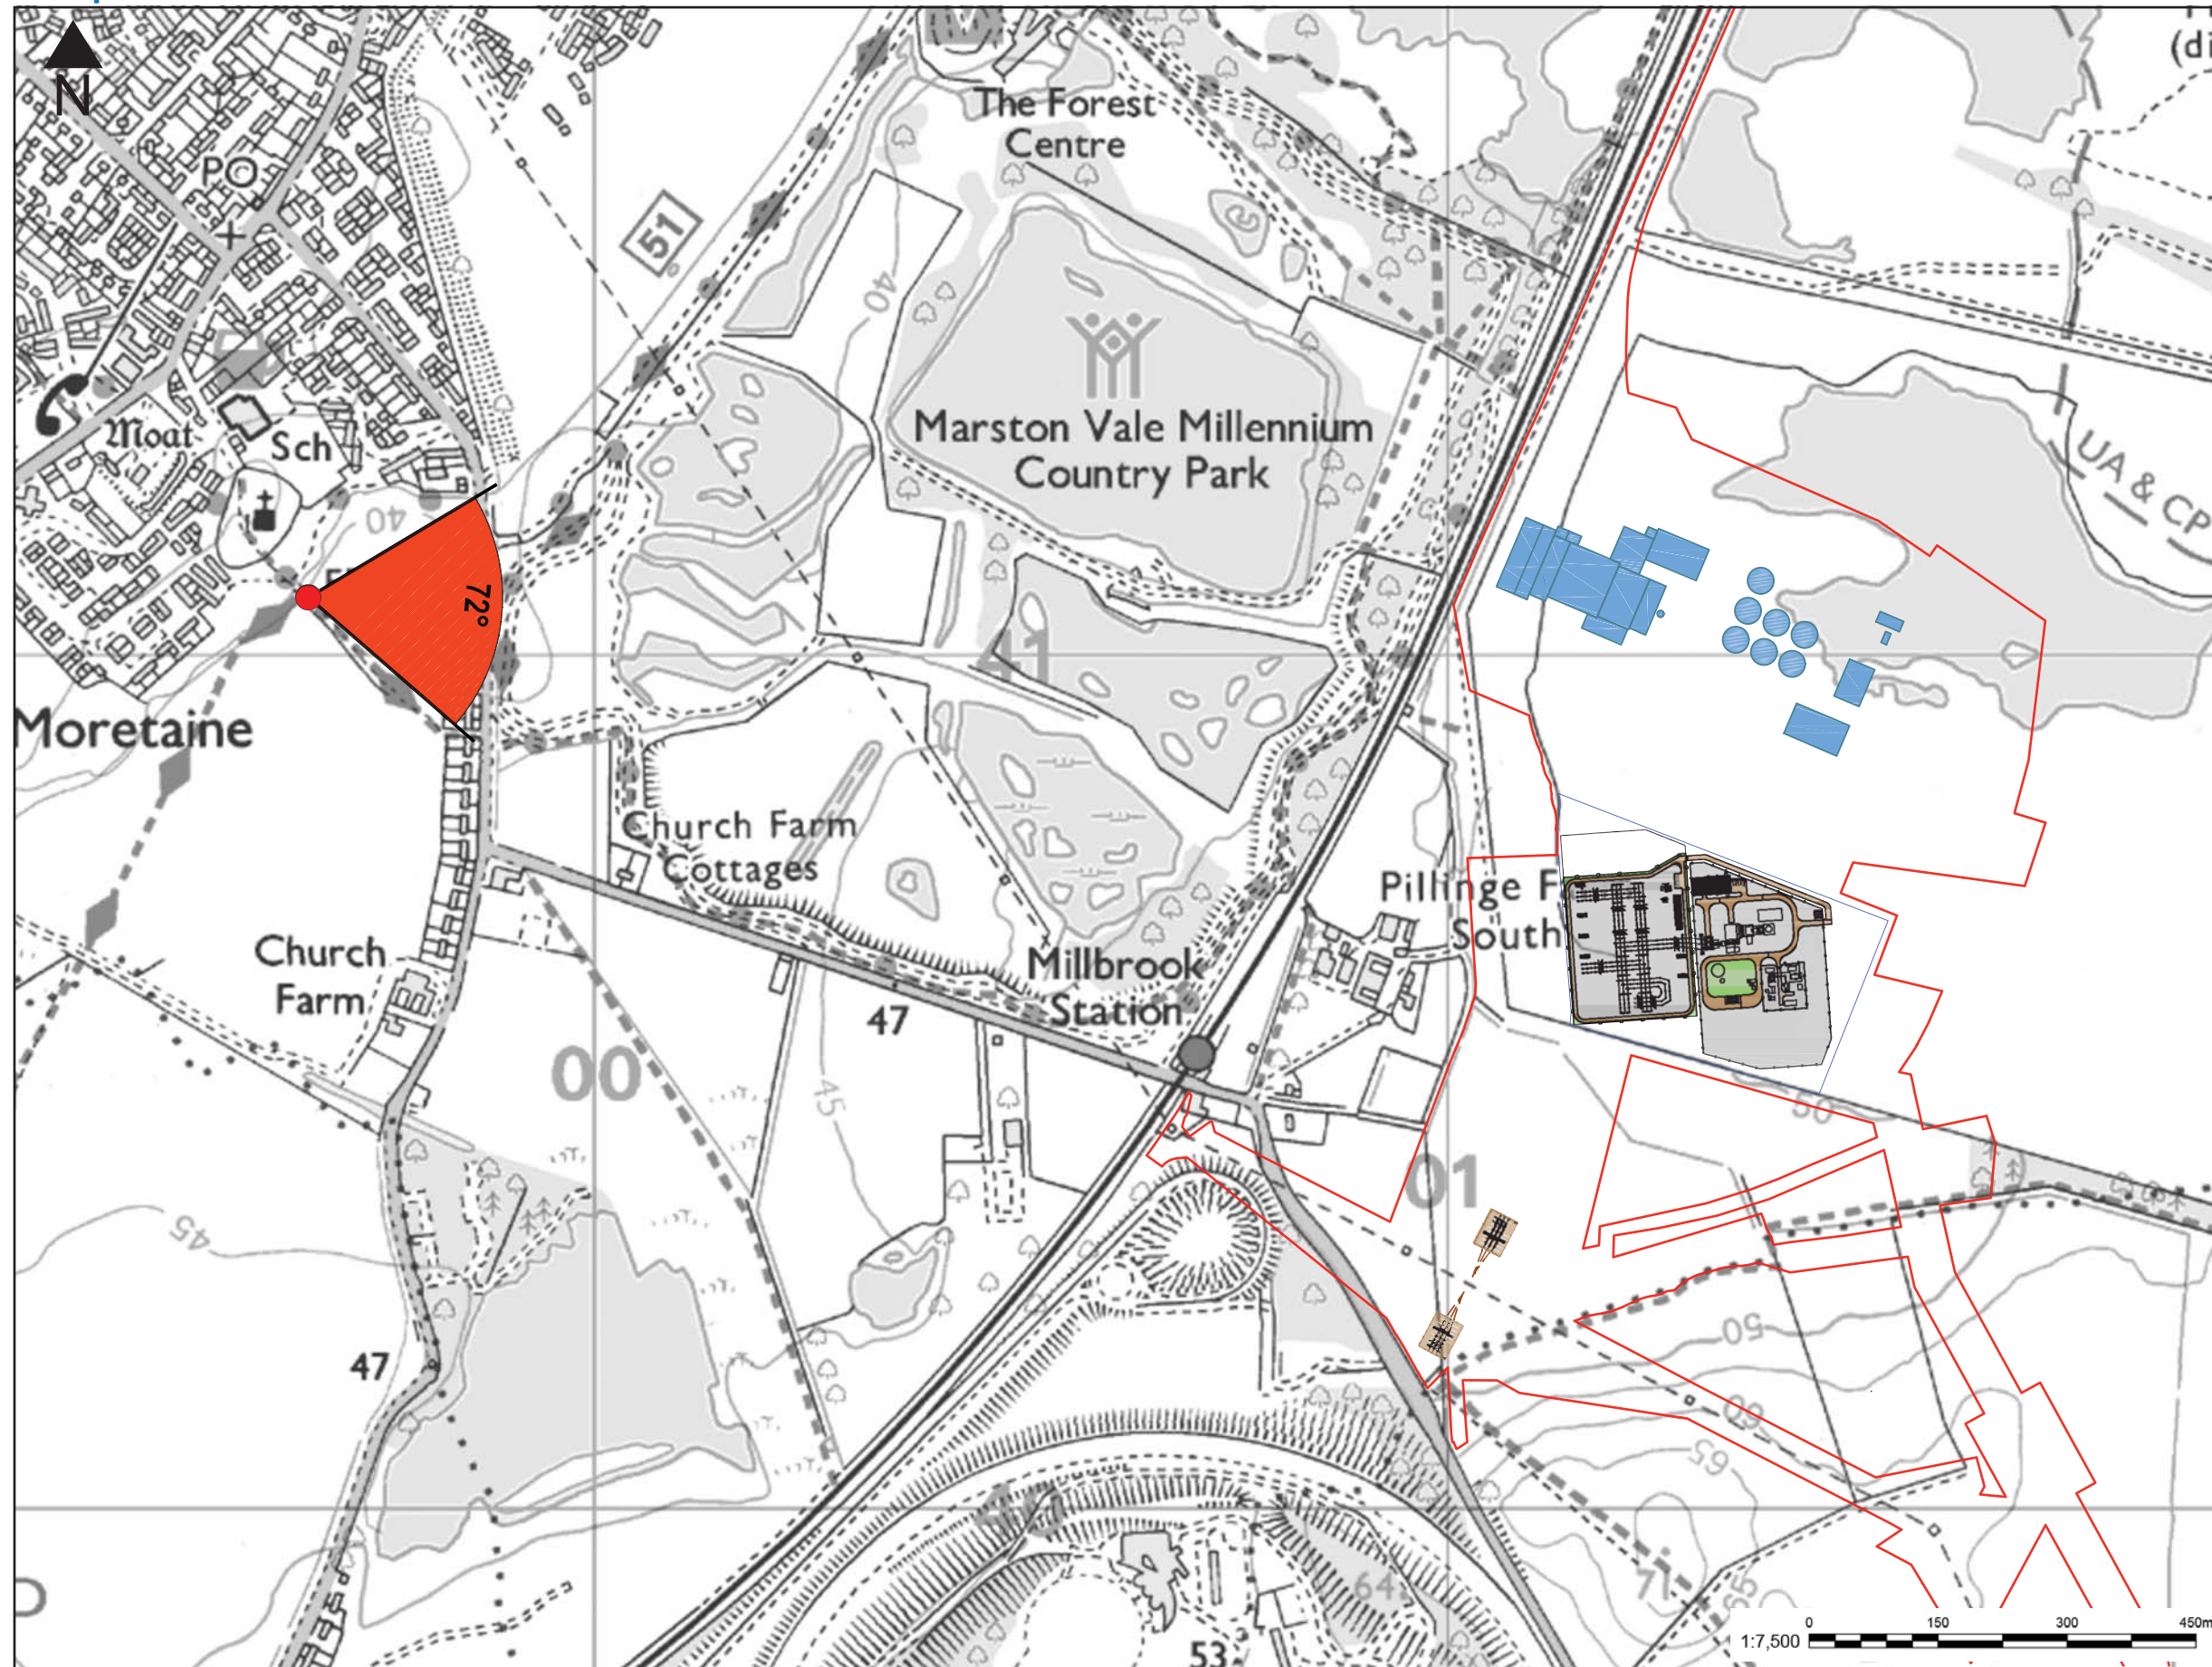 N
(di
The Forest
Centre
PO
51
40
Marston Vale Millennium
Country Park
Moat
Sch
UA & CP
40
72°
41
Moretaine
Church Farm
Cottages
Pillinge F
South
Church
Farm
Millbrook
Station
47
00
45
50
01
45
47
50
60
65
40
64
53
0 150 300 450m
1:7,500